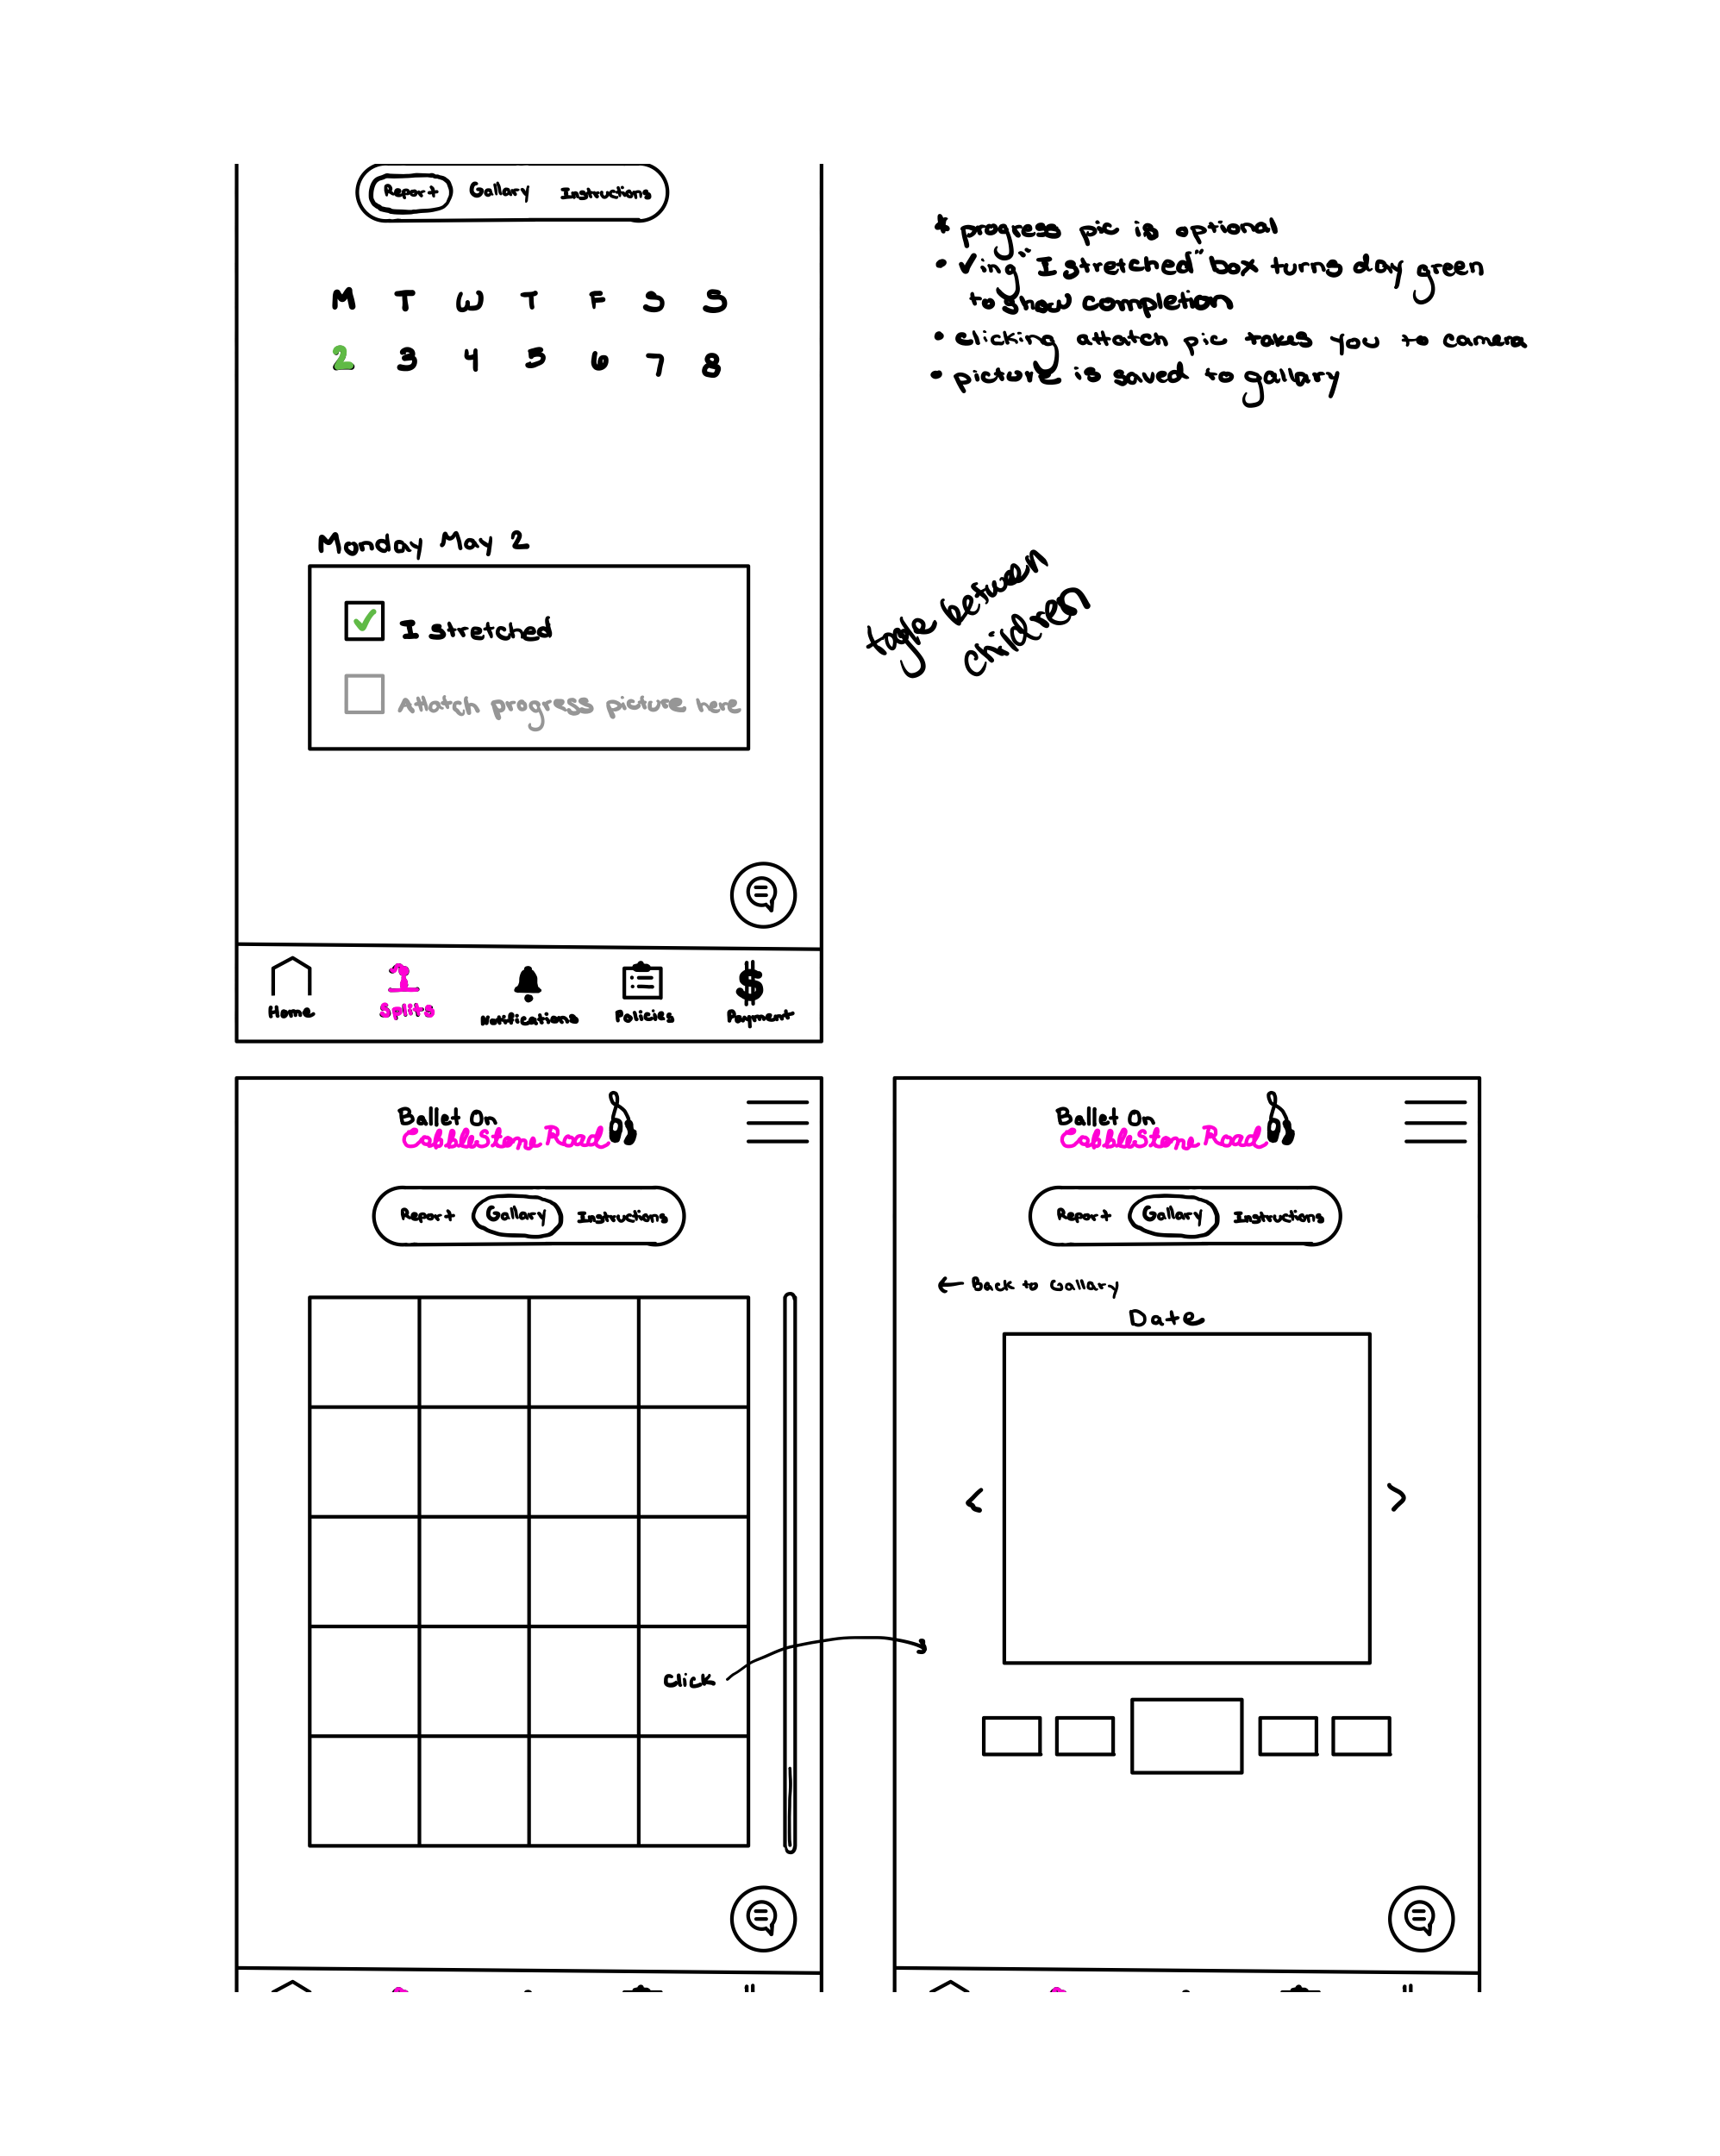 Report Gallary Instructions
* progress pic is optional
• ✓ing "I stretched" box turns day green
to show completion
• clicking attatch pic takes you to camera
• picture is saved to gallary
M T W T F S S
2 3 4 5 6 7 8
Monday May 2
✓ I stretched
Attatch progress picture here
togle between
children
Home Splits Notifications Policies $ Payment
Ballet On
Cobblestone Road
Report Gallary Instructions
Click
Ballet On
Cobblestone Road
Report Gallary Instructions
← Back to Gallary
Date
< >